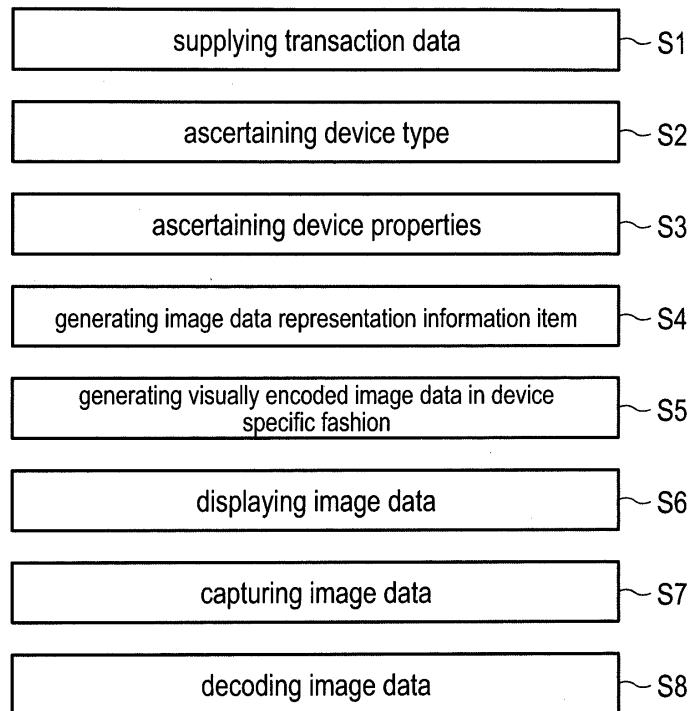 supplying transaction data S1
ascertaining device type S2
ascertaining device properties S3
generating image data representation information item S4
generating visually encoded image data in device
specific fashion S5
displaying image data S6
capturing image data S7
decoding image data S8